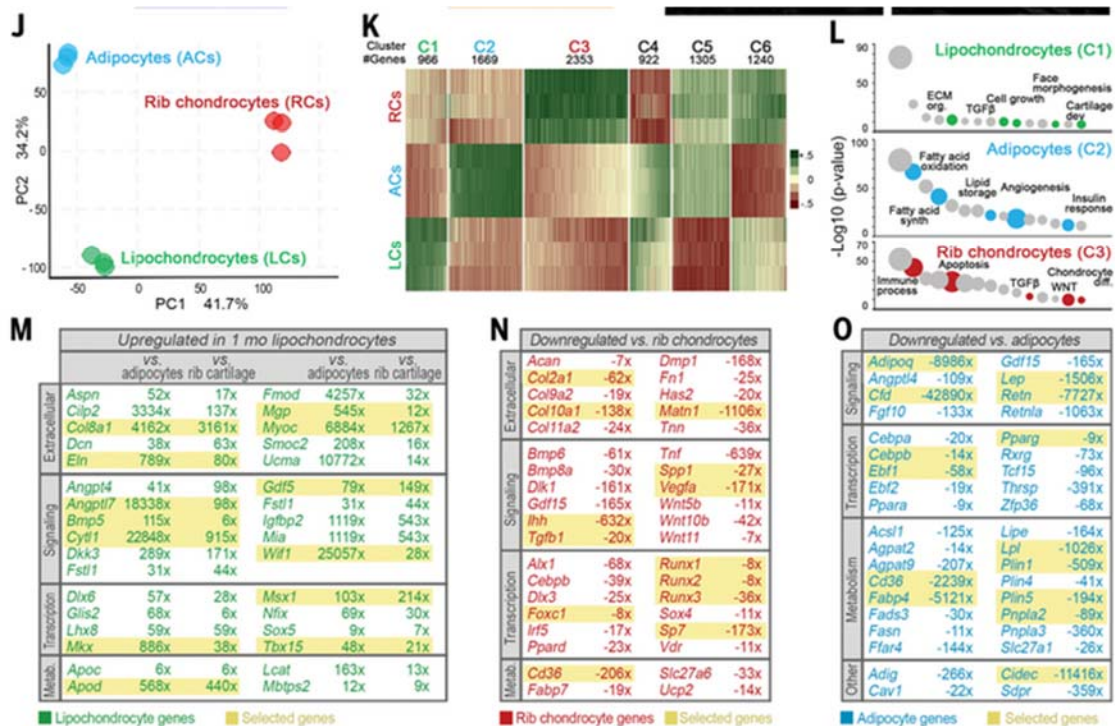 J
Adipocytes (ACs)
Rib chondrocytes (RCs)
Lipochondrocytes (LCs)
PC2 34.2%
50
0
-50
-100
-50 0 50 100
PC1 41.7%
K
Cluster C1 C2 C3 C4 C5 C6
#Genes 966 1669 2353 922 1305 1240
RCs
ACs
LCs
+.5
0
-.5
L
-Log10 (p-value)
Lipochondrocytes (C1)
90
50
0
ECM org.
TGFβ
Cell growth
Face morphogenesis
Cartilage dev
Adipocytes (C2)
90
50
0
Fatty acid oxidation
Fatty acid synth
Lipid storage
Angiogenesis
Insulin response
Rib chondrocytes (C3)
50
0
Immune process
Apoptosis
TGFβ
WNT
Chondrocyte diff.
M
Upregulated in 1 mo lipochondrocytes
vs. adipocytes vs. rib cartilage vs. adipocytes vs. rib cartilage
Extracellular
Aspn 52x 17x Fmod 4257x 32x
Cilp2 3334x 137x Mgp 545x 12x
Col8a1 4162x 3161x Myoc 6884x 1267x
Dcn 38x 63x Smoc2 208x 16x
Eln 789x 80x Ucma 10772x 14x
Signaling
Angpt4 41x 98x Gdf5 79x 149x
Angptl7 18338x 98x Fstl1 31x 44x
Bmp5 115x 6x Igfbp2 1119x 543x
Cytl1 22848x 915x Mia 1119x 543x
Dkk3 289x 171x Wif1 25057x 28x
Fstl1 31x 44x
Transcription
Dlx6 57x 28x Msx1 103x 214x
Glis2 68x 6x Nfix 69x 30x
Lhx8 59x 59x Sox5 9x 7x
Mkx 886x 38x Tbx15 48x 21x
Metab.
Apoc 6x 6x Lcat 163x 13x
Apod 568x 440x Mbtps2 12x 9x
Lipochondrocyte genes Selected genes
N
Downregulated vs. rib chondrocytes
Extracellular
Acan -7x Dmp1 -168x
Col2a1 -62x Fn1 -25x
Col9a2 -19x Has2 -20x
Col10a1 -138x Matn1 -1106x
Col11a2 -24x Tnn -36x
Signaling
Bmp6 -61x Tnf -639x
Bmp8a -30x Spp1 -27x
Dlk1 -161x Vegfa -171x
Gdf15 -165x Wnt5b -11x
Ihh -632x Wnt10b -42x
Tgfb1 -20x Wnt11 -7x
Transcription
Alx1 -68x Runx1 -8x
Cebpb -39x Runx2 -8x
Dlx3 -25x Runx3 -36x
Foxc1 -8x Sox4 -11x
Irf5 -17x Sp7 -173x
Ppard -23x Vdr -11x
Metab.
Cd36 -206x Slc27a6 -33x
Fabp7 -19x Ucp2 -14x
Rib chondrocyte genes Selected genes
O
Downregulated vs. adipocytes
Signaling
Adipoq -8986x Gdf15 -165x
Angptl4 -109x Lep -1506x
Cfd -42890x Retn -7727x
Fgf10 -133x Retnla -1063x
Transcription
Cebpa -20x Pparg -9x
Cebpb -14x Rxrg -73x
Ebf1 -58x Tcf15 -96x
Ebf2 -19x Thrsp -391x
Ppara -9x Zfp36 -68x
Metabolism
Acsl1 -125x Lipe -164x
Agpat2 -14x Lpl -1026x
Agpat9 -207x Plin1 -509x
Cd36 -2239x Plin4 -41x
Fabp4 -5121x Plin5 -194x
Fads3 -30x Pnpla2 -89x
Fasn -11x Pnpla3 -360x
Ffar4 -144x Slc27a1 -26x
Other
Adig -266x Cidec -11416x
Cav1 -22x Sdpr -359x
Adipocyte genes Selected genes